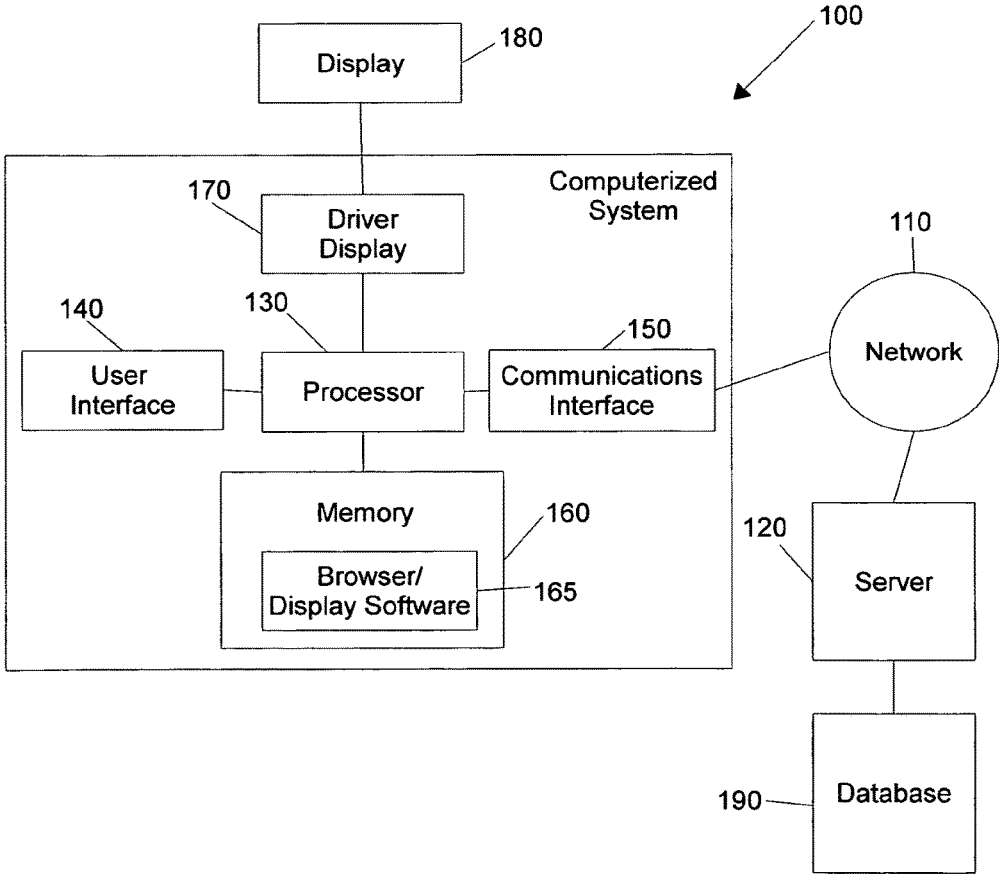 100
Display
180
Computerized
System
170
Driver
Display
110
140
130
150
User
Interface
Processor
Communications
Interface
Network
Memory
160
120
Browser/
Display Software
165
Server
190
Database